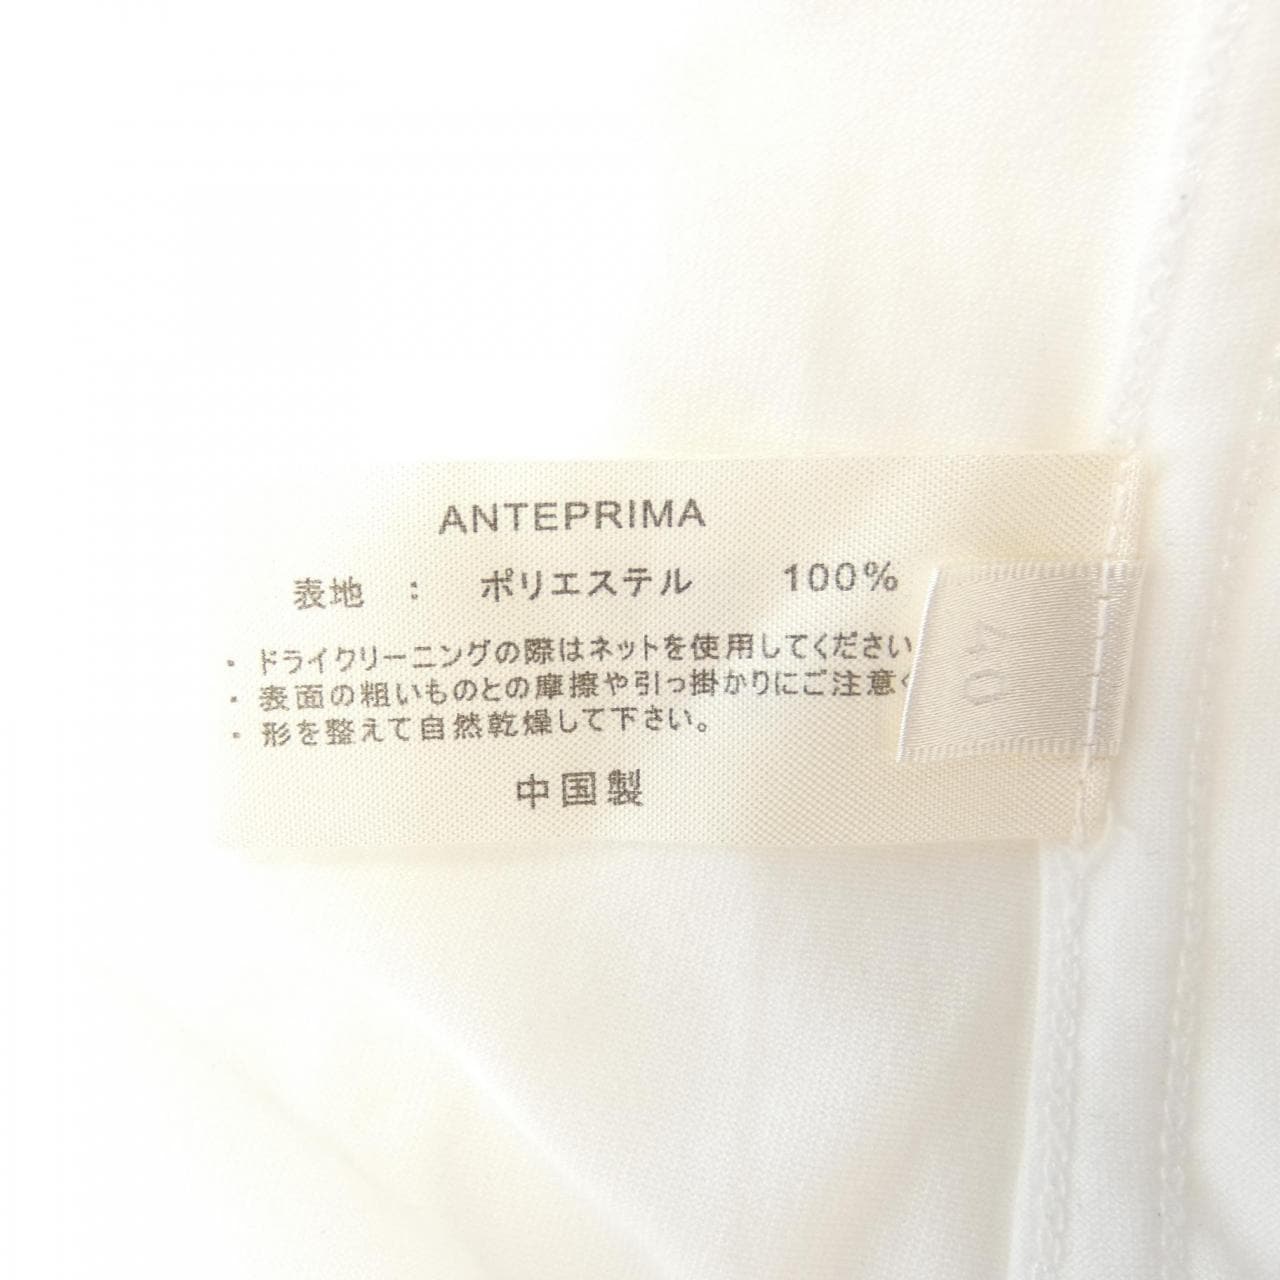 ANTEPRIMA
表地 : ポリエステル 100%
・ドライクリーニングの際はネットを使用してください
・表面の粗いものとの摩擦や引っ掛かりにご注意く
・形を整えて自然乾燥して下さい。
中国製
40